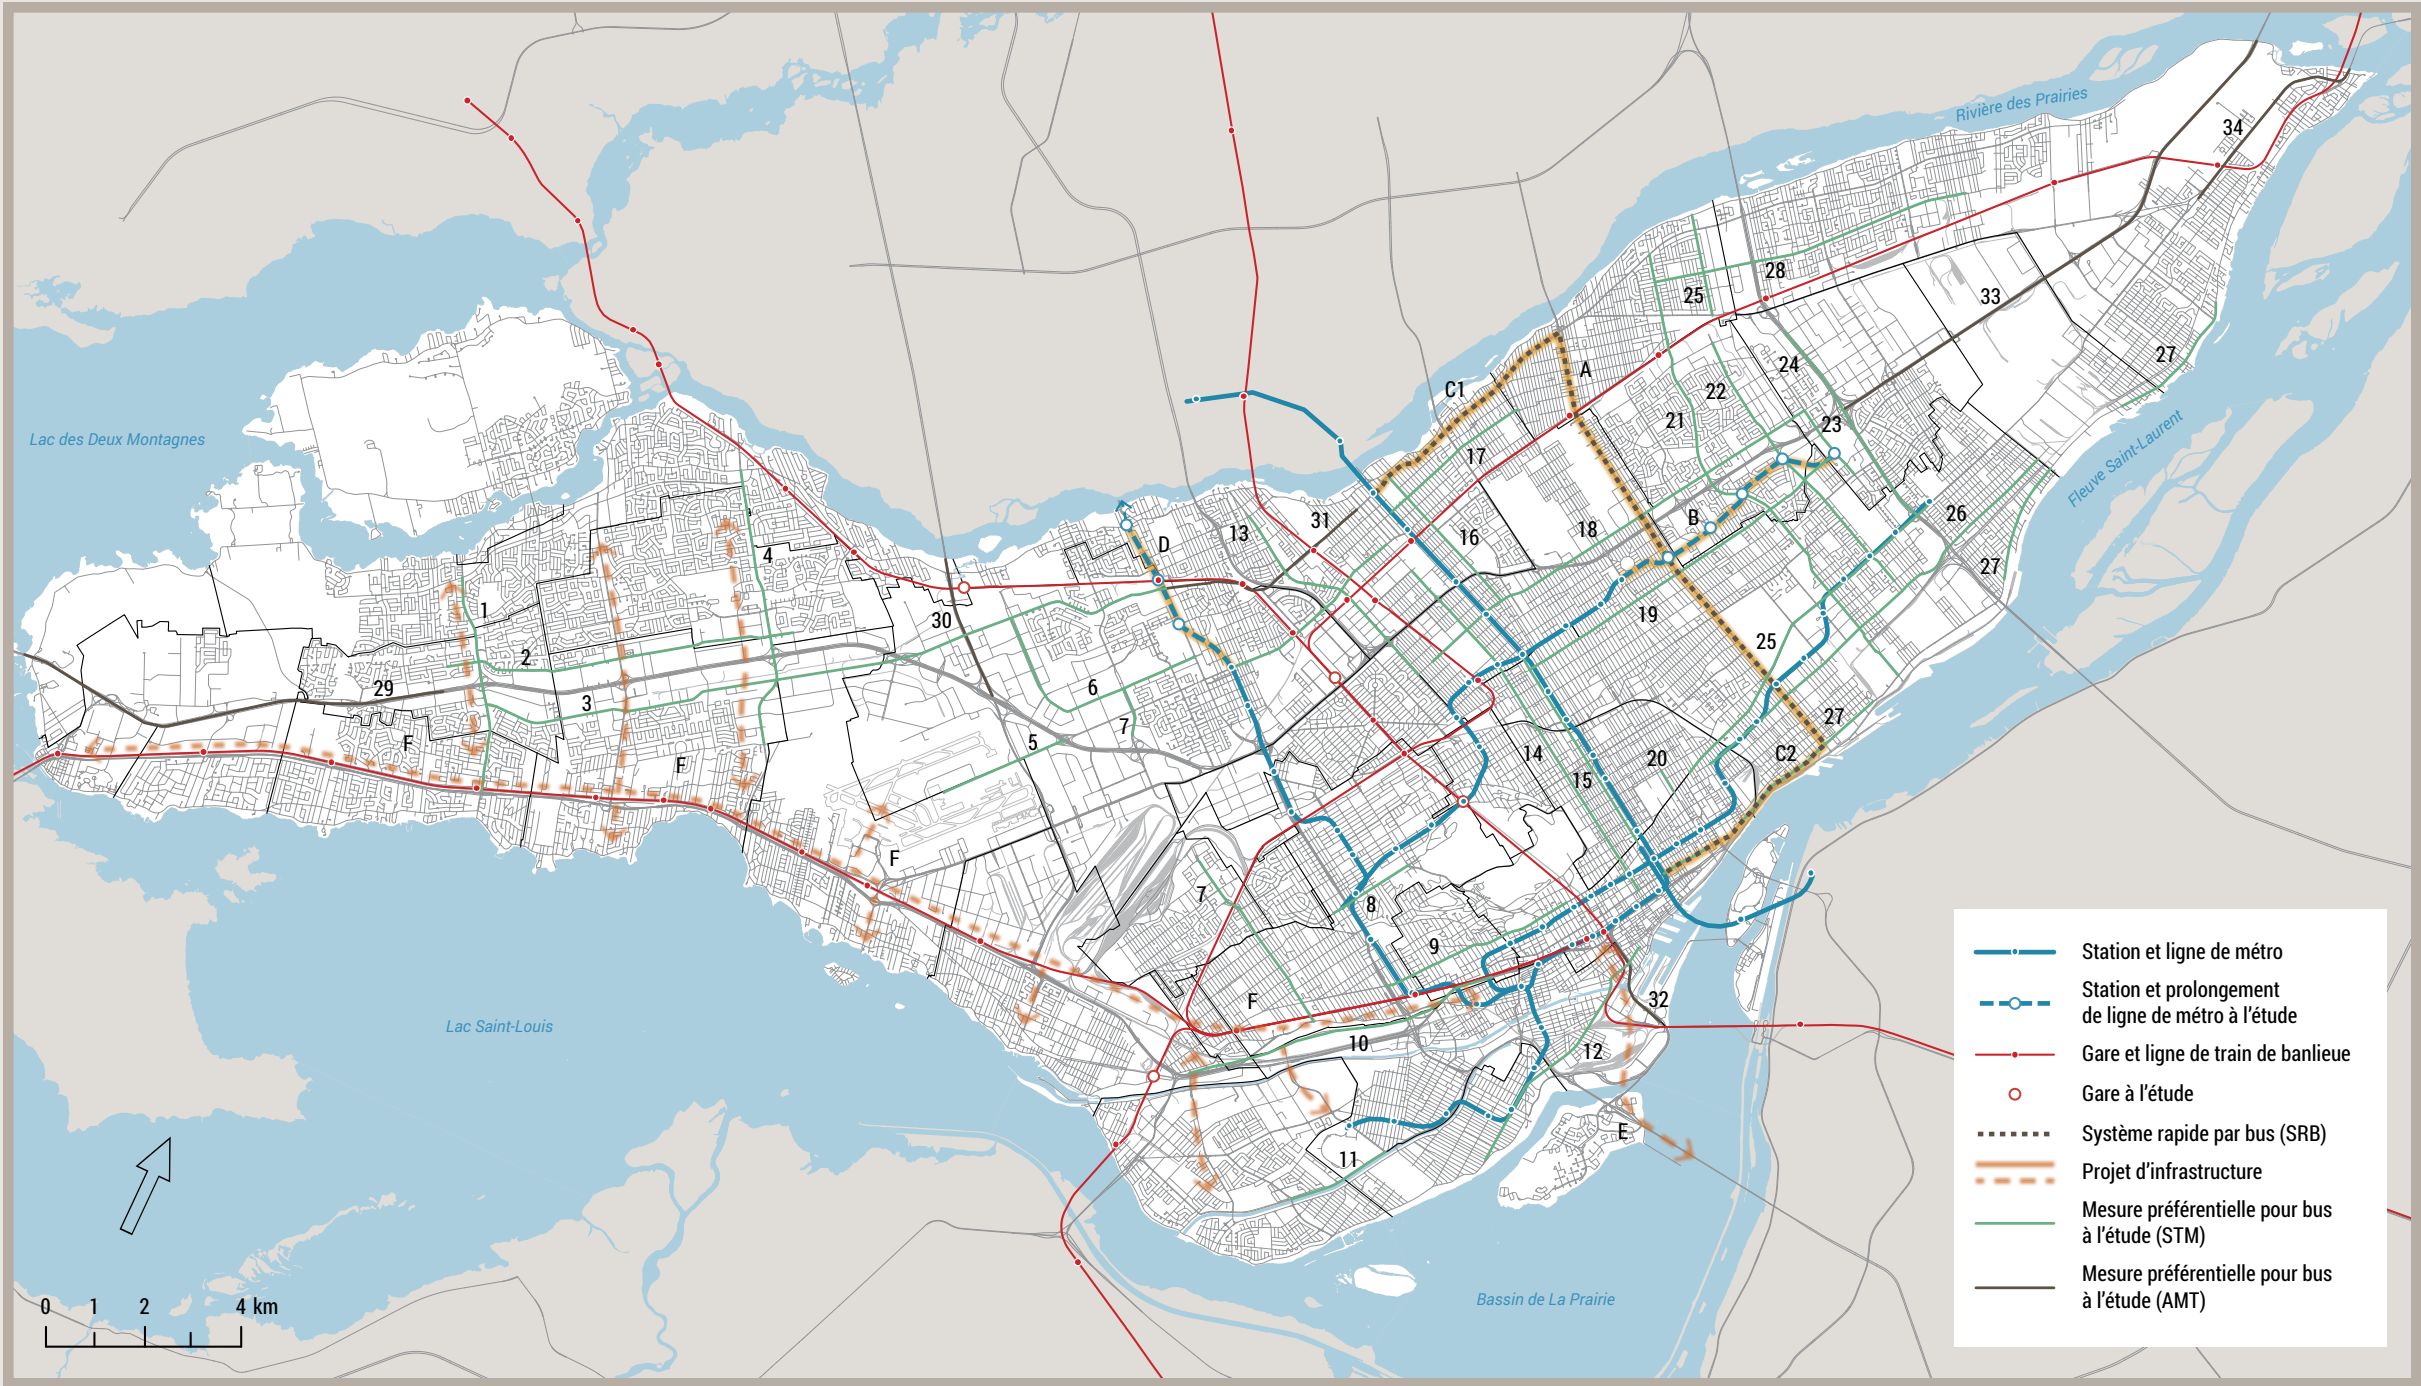 Rivière des Prairies
34
28
25
33
27
A
C1
24
22
21
23
Lac des Deux Montagnes
17
Fleuve Saint-Laurent
31
13
16
18
B
26
D
4
27
1
30
19
2
25
29
6
3
7
27
F
5
14
20
C2
F
15
F
7
8
9
F
32
Lac Saint-Louis
10
12
E
11
Bassin de La Prairie
0 1 2 4 km
Station et ligne de métro
Station et prolongement
de ligne de métro à l'étude
Gare et ligne de train de banlieue
Gare à l'étude
Système rapide par bus (SRB)
Projet d'infrastructure
Mesure préférentielle pour bus
à l'étude (STM)
Mesure préférentielle pour bus
à l'étude (AMT)